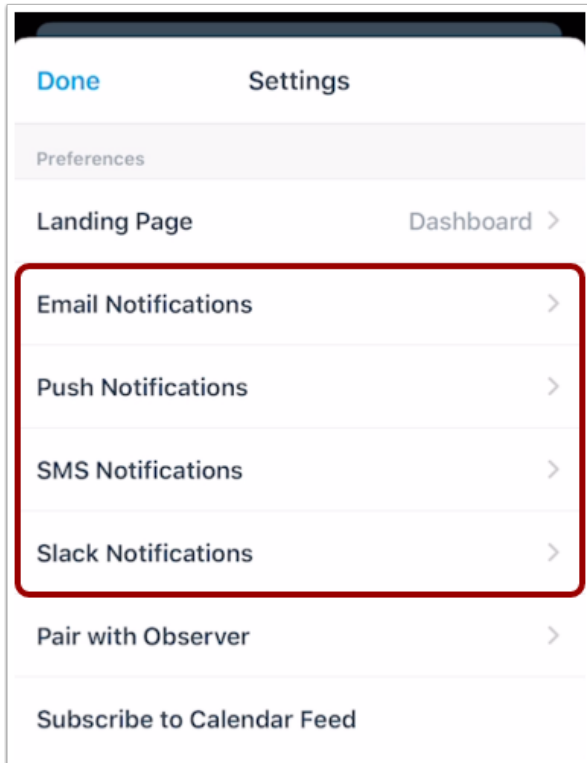 Done Settings
Preferences
Landing Page Dashboard
Email Notifications
Push Notifications
SMS Notifications
Slack Notifications
Pair with Observer
Subscribe to Calendar Feed